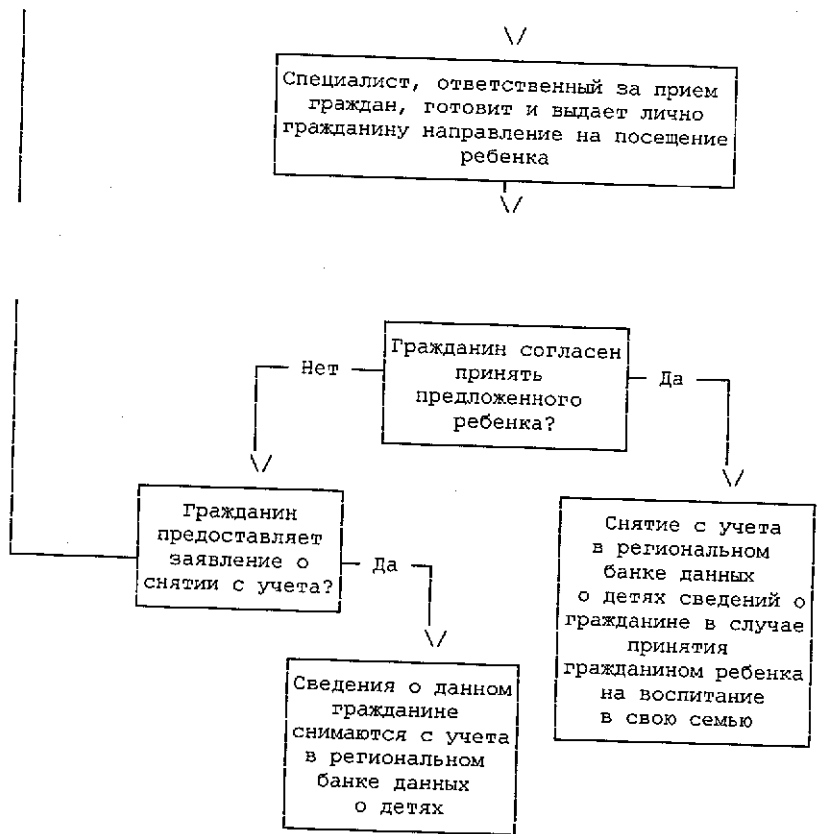 Специалист, ответственный за прием
граждан, готовит и выдает лично
гражданину направление на посещение
ребенка
Гражданин согласен
принять
предложенного
ребенка?
Нет
Да
Гражданин
предоставляет
заявление о
снятии с учета?
Да
Снятие с учета
в региональном
банке данных
о детях сведений о
гражданине в случае
принятия
гражданином ребенка
на воспитание
в свою семью
Сведения о данном
гражданине
снимаются с учета
в региональном
банке данных
о детях